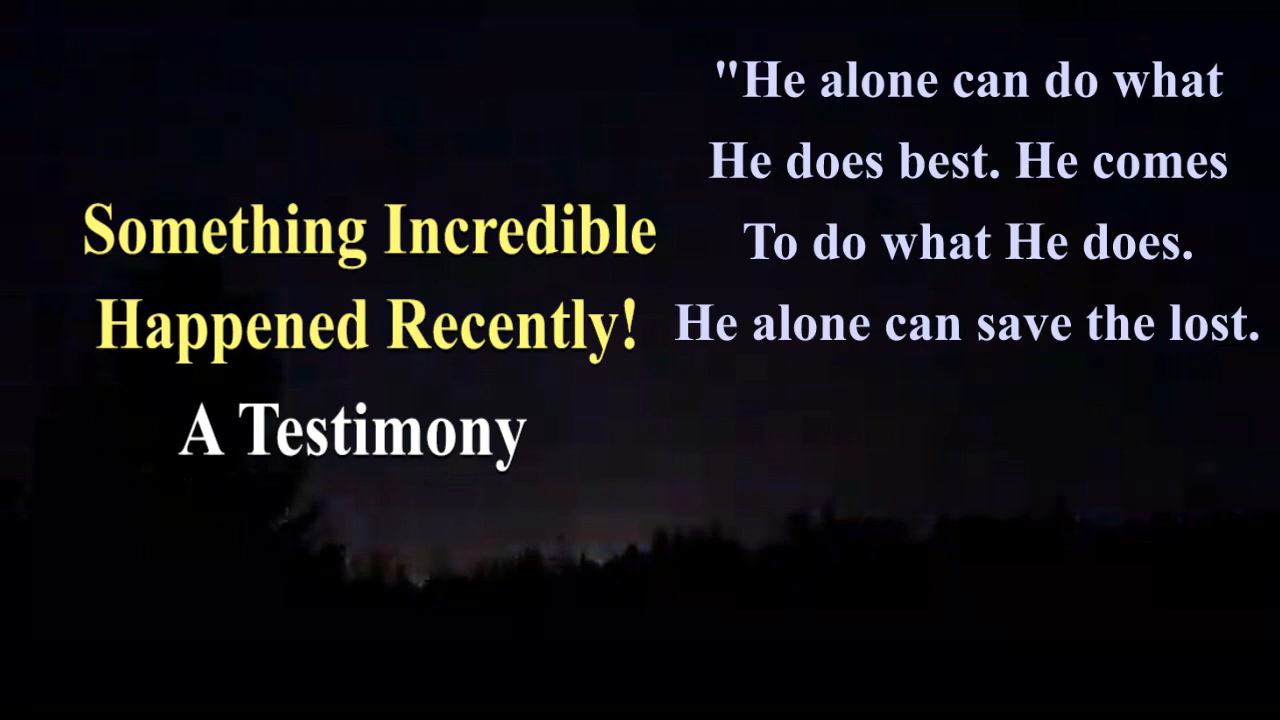 Something Incredible
Happened Recently!
A Testimony
"He alone can do what
He does best. He comes
To do what He does.
He alone can save the lost.